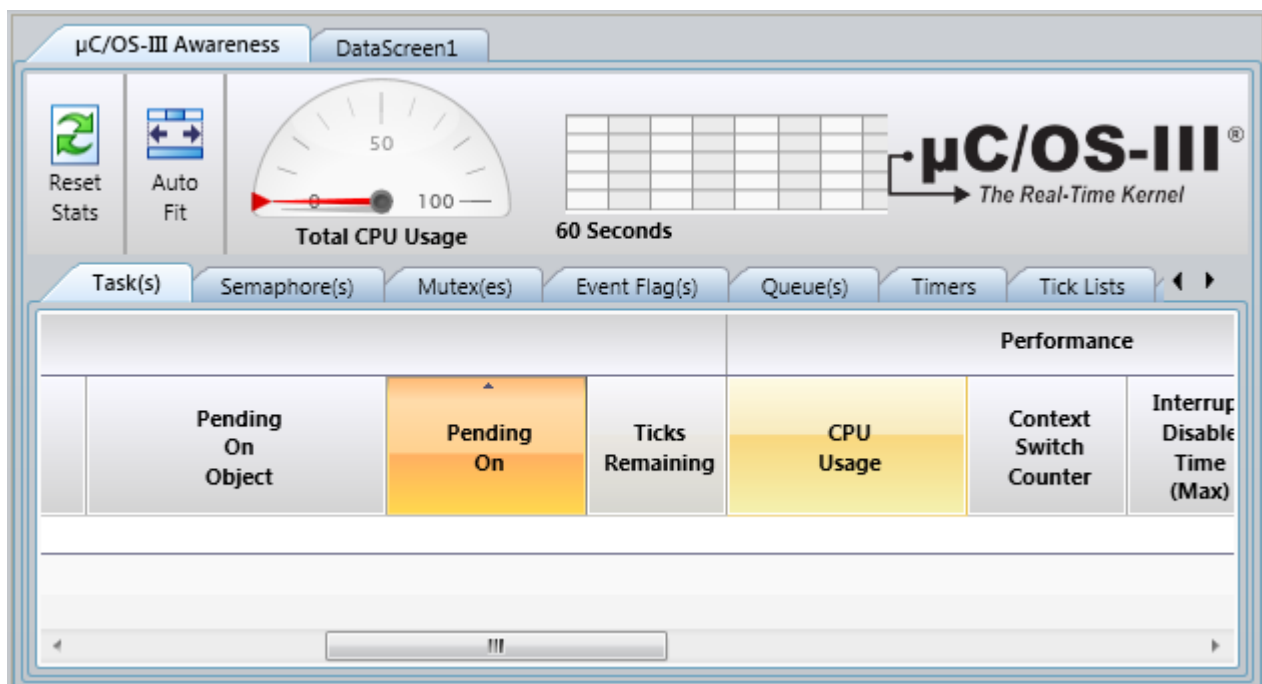 µC/OS-III Awareness
DataScreen1
Reset
Stats
Auto
Fit
50
0
100
Total CPU Usage
60 Seconds
µC/OS-III®
The Real-Time Kernel
Task(s)
Semaphore(s)
Mutex(es)
Event Flag(s)
Queue(s)
Timers
Tick Lists
Performance
Pending
On
Object
Pending
On
Ticks
Remaining
CPU
Usage
Context
Switch
Counter
Interrup
Disable
Time
(Max)